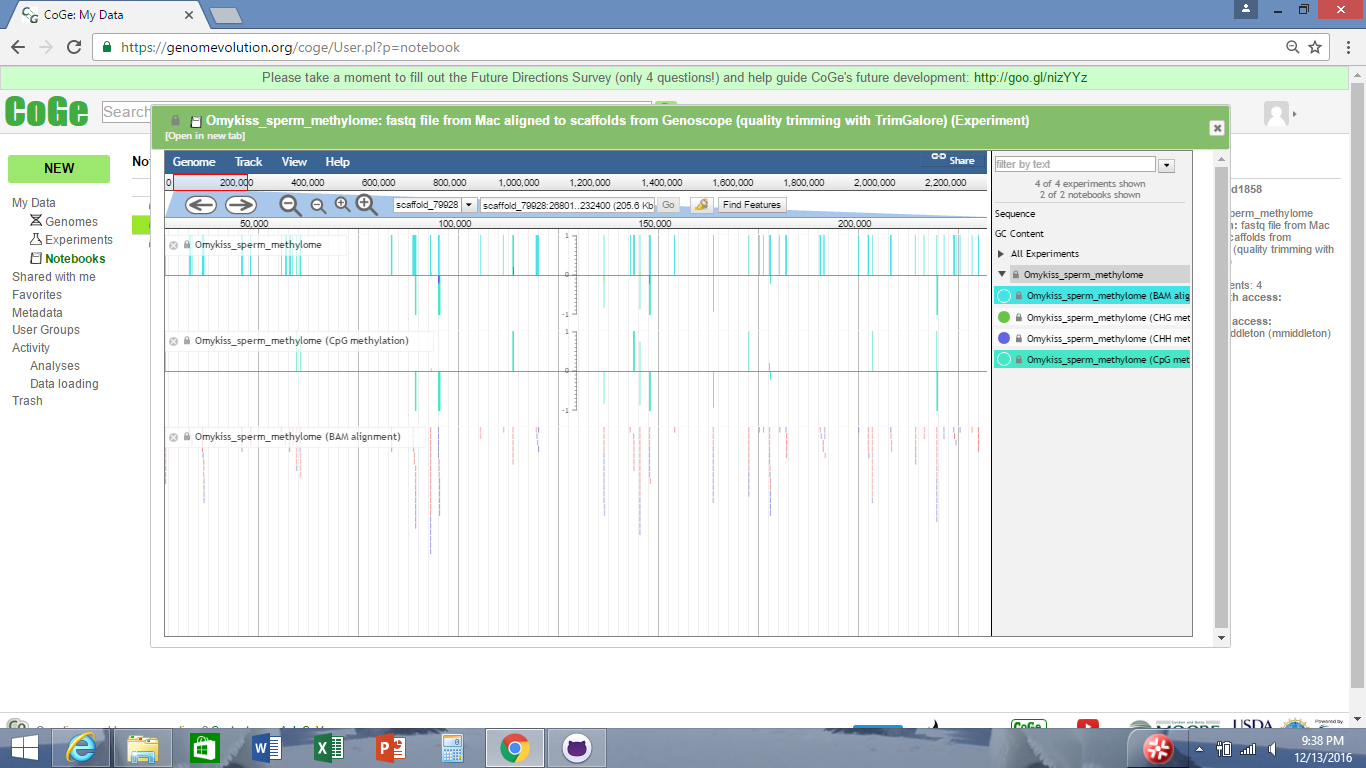 CoGe: My Data
https://genomevolution.org/coge/User.pl?p=notebook
Please take a moment to fill out the Future Directions Survey (only 4 questions!) and help guide CoGe's future development: http://goo.gl/nizYYz
CoGe
Search
Omykiss_sperm_methylome: fastq file from Mac aligned to scaffolds from Genoscope (quality trimming with TrimGalore) (Experiment)
[Open in new tab]
NEW
No
My Data
Genomes
Experiments
Notebooks
Shared with me
Favorites
Metadata
User Groups
Activity
Analyses
Data loading
Trash
Genome Track View Help Share
0 200,000 400,000 600,000 800,000 1,000,000 1,200,000 1,400,000 1,600,000 1,800,000 2,000,000 2,200,000
scaffold_79928 scaffold_79928:26801..232400 (205.6 Kb Go Find Features
50,000 100,000 150,000 200,000
Omykiss_sperm_methylome
1
0
-1
Omykiss_sperm_methylome (CpG methylation)
1
0
-1
Omykiss_sperm_methylome (BAM alignment)
filter by text
4 of 4 experiments shown
2 of 2 notebooks shown
Sequence
GC Content
All Experiments
Omykiss_sperm_methylome
Omykiss_sperm_methylome (BAM alig
Omykiss_sperm_methylome (CHG met
Omykiss_sperm_methylome (CHH met
Omykiss_sperm_methylome (CpG met
d1858
sperm_methylome
n: fastq file from Mac
caffolds from
(quality trimming with
ents: 4
th access:
access:
ddleton (mmiddleton)
CoGe
MOORE
USDA
Powered by
9:38 PM
12/13/2016